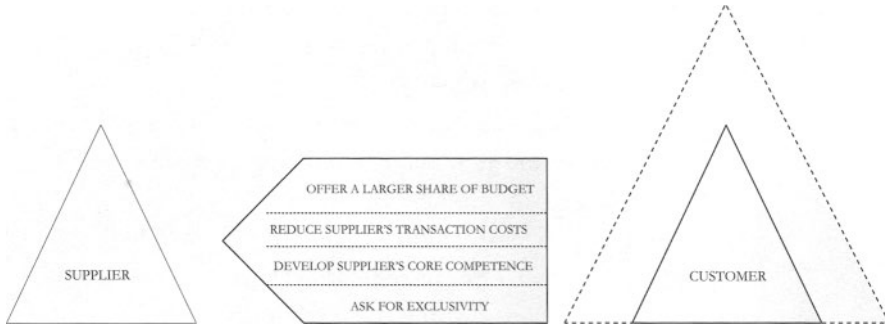 SUPPLIER
OFFER A LARGER SHARE OF BUDGET
REDUCE SUPPLIER'S TRANSACTION COSTS
DEVELOP SUPPLIER'S CORE COMPETENCE
ASK FOR EXCLUSIVITY
CUSTOMER